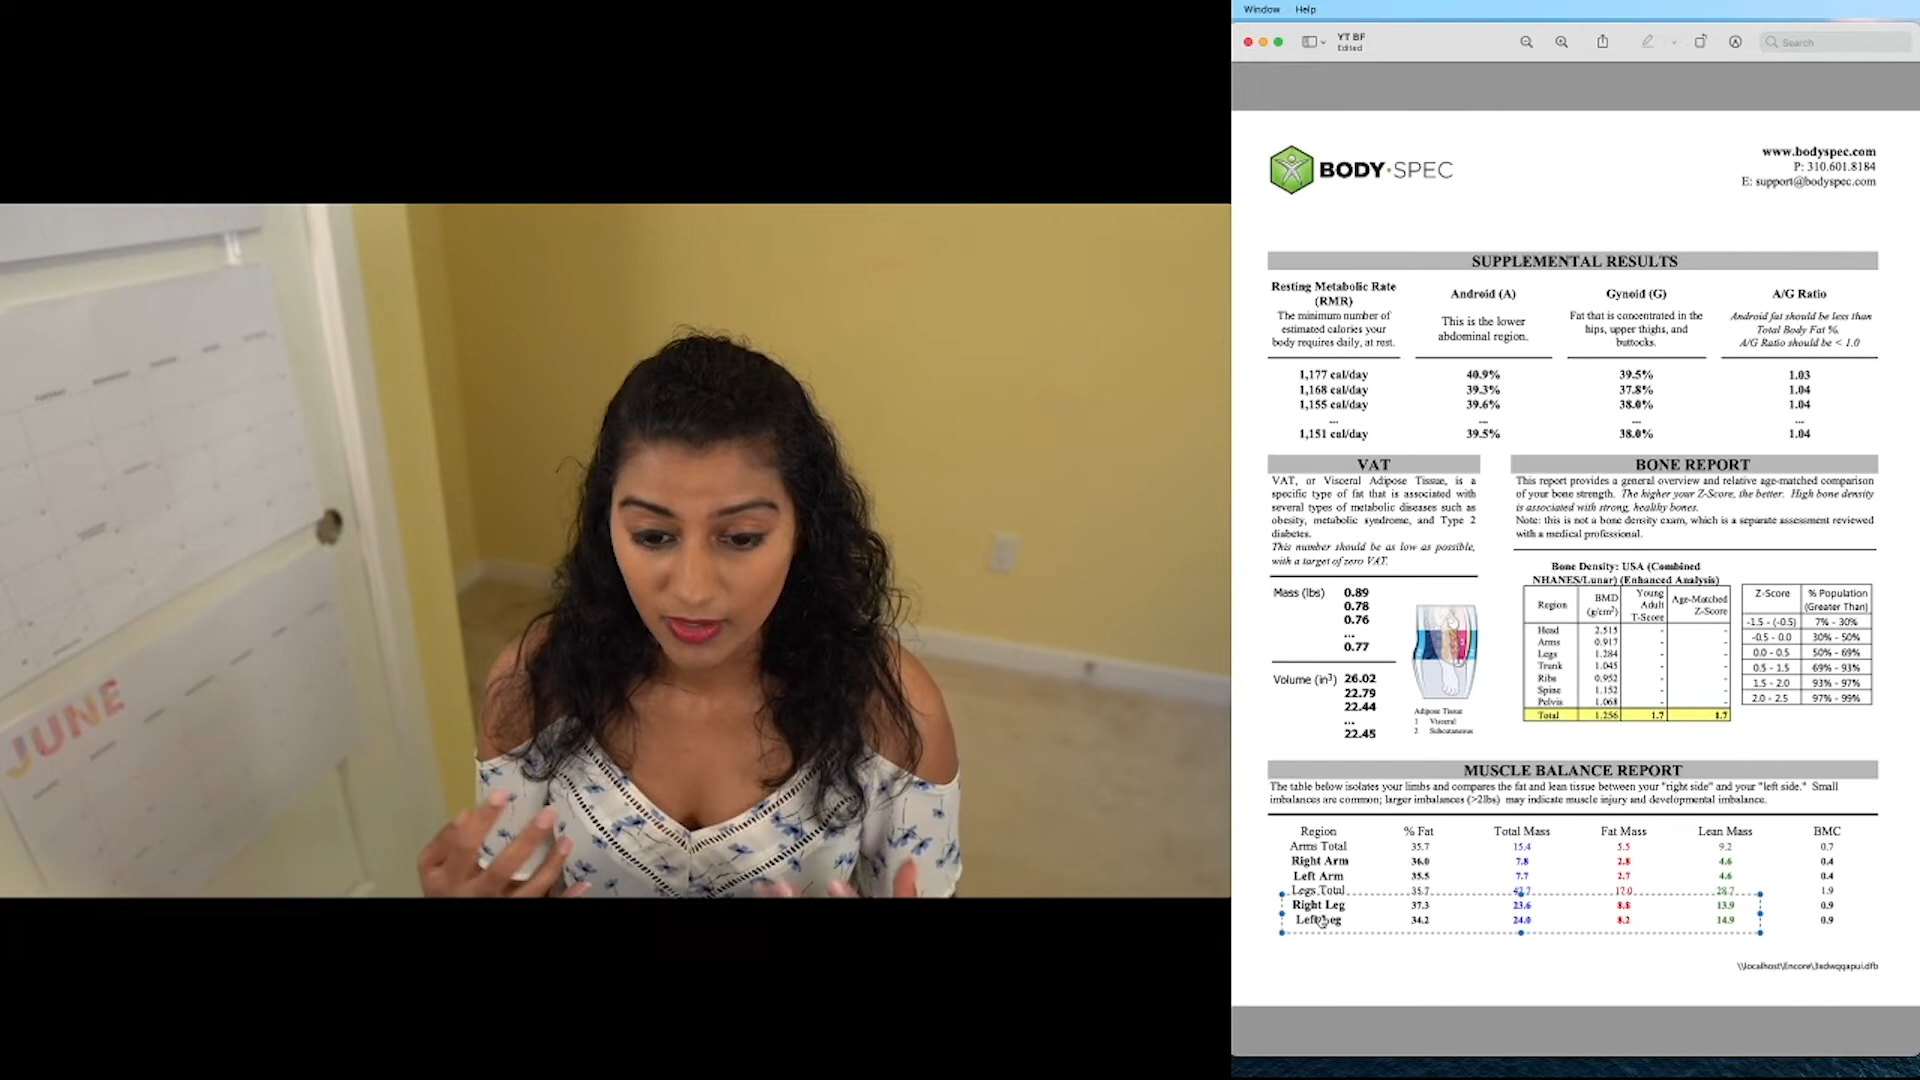 Window Help
YT BF
Edited
Search
BODY·SPEC
www.bodyspec.com
P: 310.601.8184
E: support@bodyspec.com
SUPPLEMENTAL RESULTS
Resting Metabolic Rate
(RMR)
The minimum number of
estimated calories your
body requires daily, at rest.
Android (A)
This is the lower
abdominal region.
Gynoid (G)
Fat that is concentrated in the
hips, upper thighs, and
buttocks.
A/G Ratio
Android fat should be less than
Total Body Fat %.
A/G Ratio should be < 1.0
1,177 cal/day 40.9% 39.5% 1.03
1,168 cal/day 39.3% 37.8% 1.04
1,155 cal/day 39.6% 38.0% 1.04
... ... ... ...
1,151 cal/day 39.5% 38.0% 1.04
VAT
VAT, or Visceral Adipose Tissue, is a
specific type of fat that is associated with
several types of metabolic diseases such as
obesity, metabolic syndrome, and Type 2
diabetes.
This number should be as low as possible,
with a target of zero VAT.
Mass (lbs) 0.89
0.78
0.76
...
0.77
Volume (in³) 26.02
22.79
22.44
...
22.45
Adipose Tissue
1 Visceral
2 Subcutaneous
BONE REPORT
This report provides a general overview and relative age-matched comparison
of your bone strength. The higher your Z-Score, the better. High bone density
is associated with strong, healthy bones.
Note: this is not a bone density exam, which is a separate assessment reviewed
with a medical professional.
Bone Density: USA (Combined
NHANES/Lunar) (Enhanced Analysis)
Region BMD (g/cm²) Young Adult T-Score Age-Matched Z-Score
Head 2.515 - -
Arms 0.917 - -
Legs 1.284 - -
Trunk 1.045 - -
Ribs 0.952 - -
Spine 1.152 - -
Pelvis 1.068 - -
Total 1.256 1.7 1.7
Z-Score % Population (Greater Than)
-1.5 - (-0.5) 7% - 30%
-0.5 - 0.0 30% - 50%
0.0 - 0.5 50% - 69%
0.5 - 1.5 69% - 93%
1.5 - 2.0 93% - 97%
2.0 - 2.5 97% - 99%
MUSCLE BALANCE REPORT
The table below isolates your limbs and compares the fat and lean tissue between your "right side" and your "left side." Small
imbalances are common; larger imbalances (>2lbs) may indicate muscle injury and developmental imbalance.
Region % Fat Total Mass Fat Mass Lean Mass BMC
Arms Total 35.7 15.4 5.5 9.2 0.7
Right Arm 36.0 7.8 2.8 4.6 0.4
Left Arm 35.5 7.7 2.7 4.6 0.4
Legs Total 35.7 47.7 17.0 28.7 1.9
Right Leg 37.3 23.6 8.8 13.9 0.9
Left Leg 34.2 24.0 8.2 14.9 0.9
JUNE